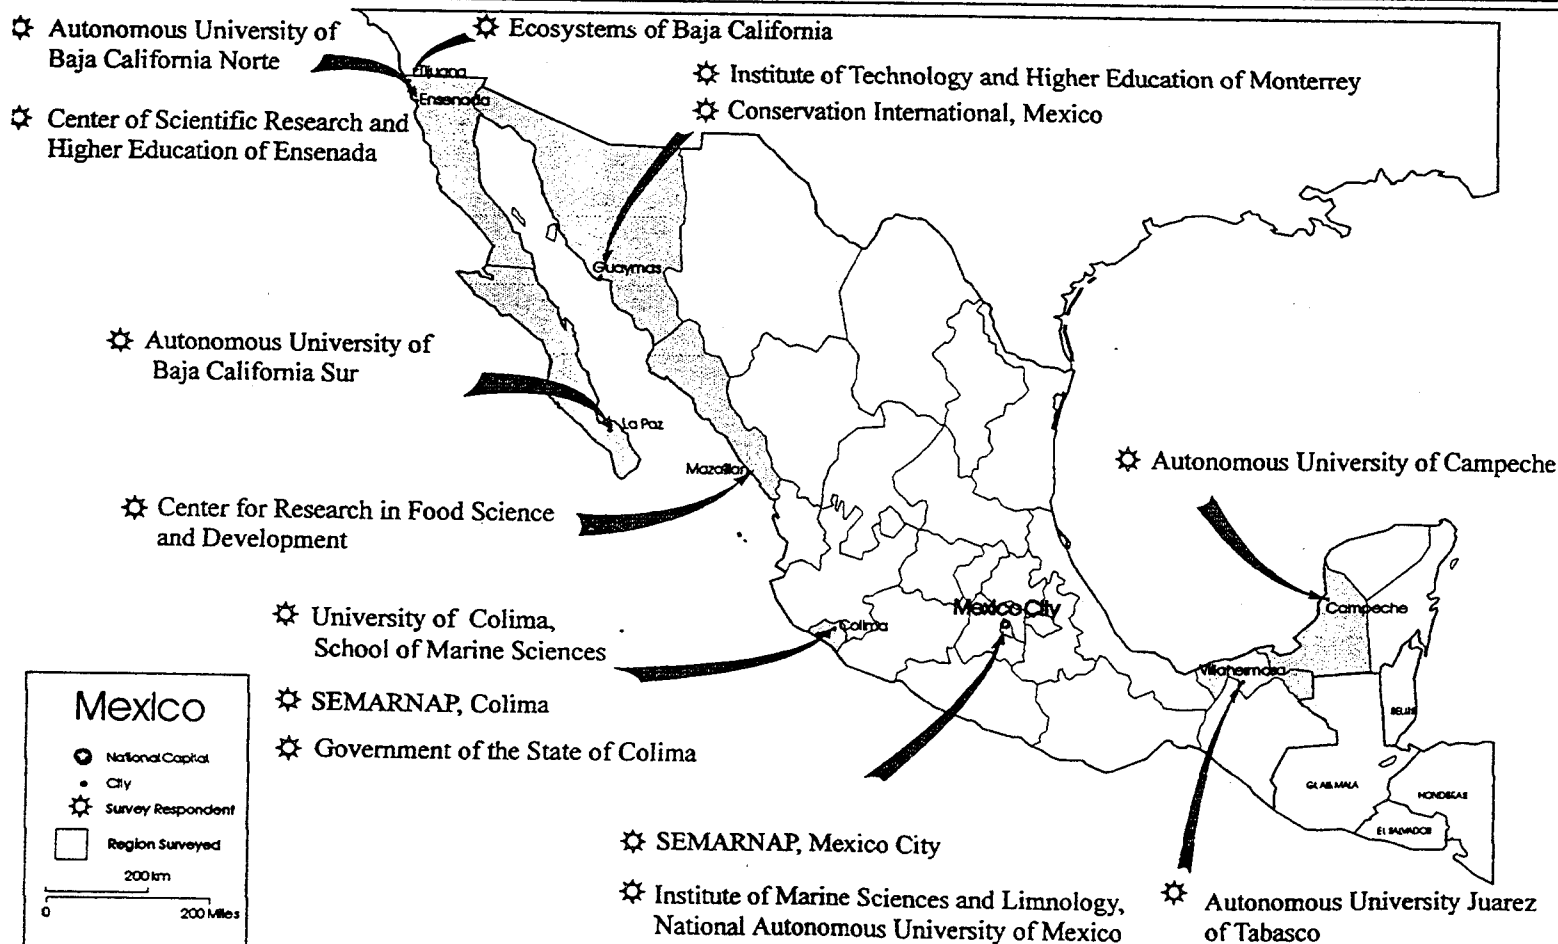 Autonomous University of
Baja California Norte
Ecosystems of Baja California
Institute of Technology and Higher Education of Monterrey
Conservation International, Mexico
Tijuana
Ensenada
Center of Scientific Research and
Higher Education of Ensenada
Guaymas
Autonomous University of
Baja California Sur
La Paz
Mazatlan
Autonomous University of Campeche
Center for Research in Food Science
and Development
University of Colima,
School of Marine Sciences
Colima
Mexico City
Campeche
Villahermosa
SEMARNAP, Colima
Government of the State of Colima
BELIZE
GUATEMALA
HONDURAS
EL SALVADOR
Mexico
National Capital
City
Survey Respondent
Region Surveyed
200 km
0
200 Miles
SEMARNAP, Mexico City
Institute of Marine Sciences and Limnology,
National Autonomous University of Mexico
Autonomous University Juarez
of Tabasco